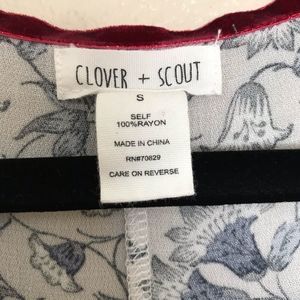 CLOVER + SCOUT
S
SELF
100%RAYON
MADE IN CHINA
RN#70829
CARE ON REVERSE